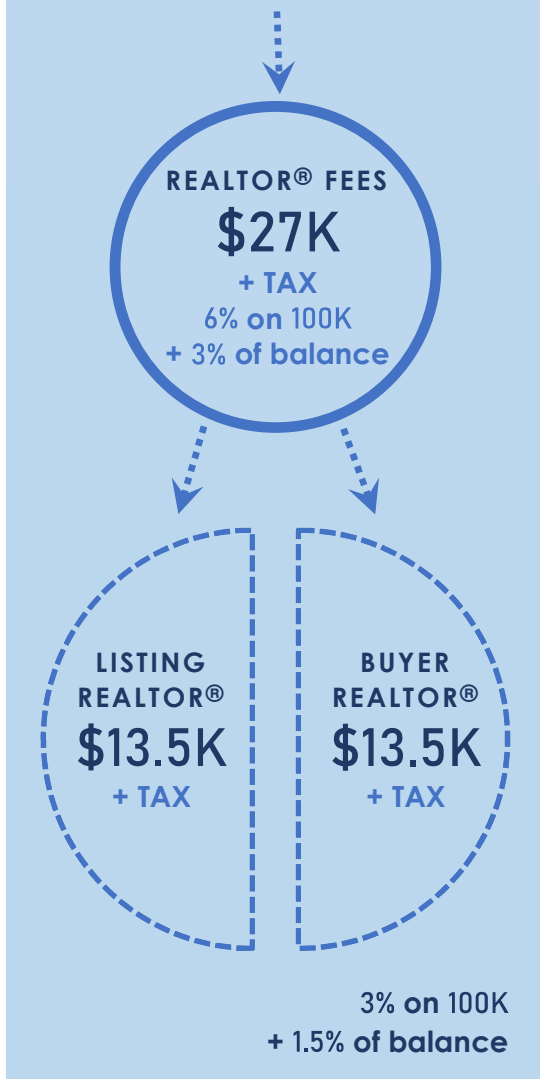 REALTOR® FEES
$27K
+ TAX
6% on 100K
+ 3% of balance
LISTING
REALTOR®
$13.5K
+ TAX
BUYER
REALTOR®
$13.5K
+ TAX
3% on 100K
+ 1.5% of balance